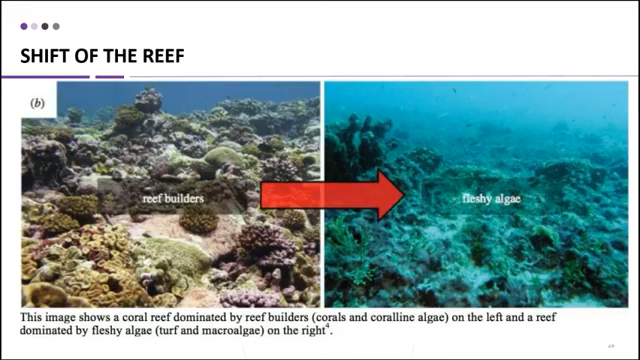 SHIFT OF THE REEF
(b)
reef builders
fleshy algae
This image shows a coral reef dominated by reef builders (corals and coralline algae) on the left and a reef
dominated by fleshy algae (turf and macroalgae) on the right⁴.